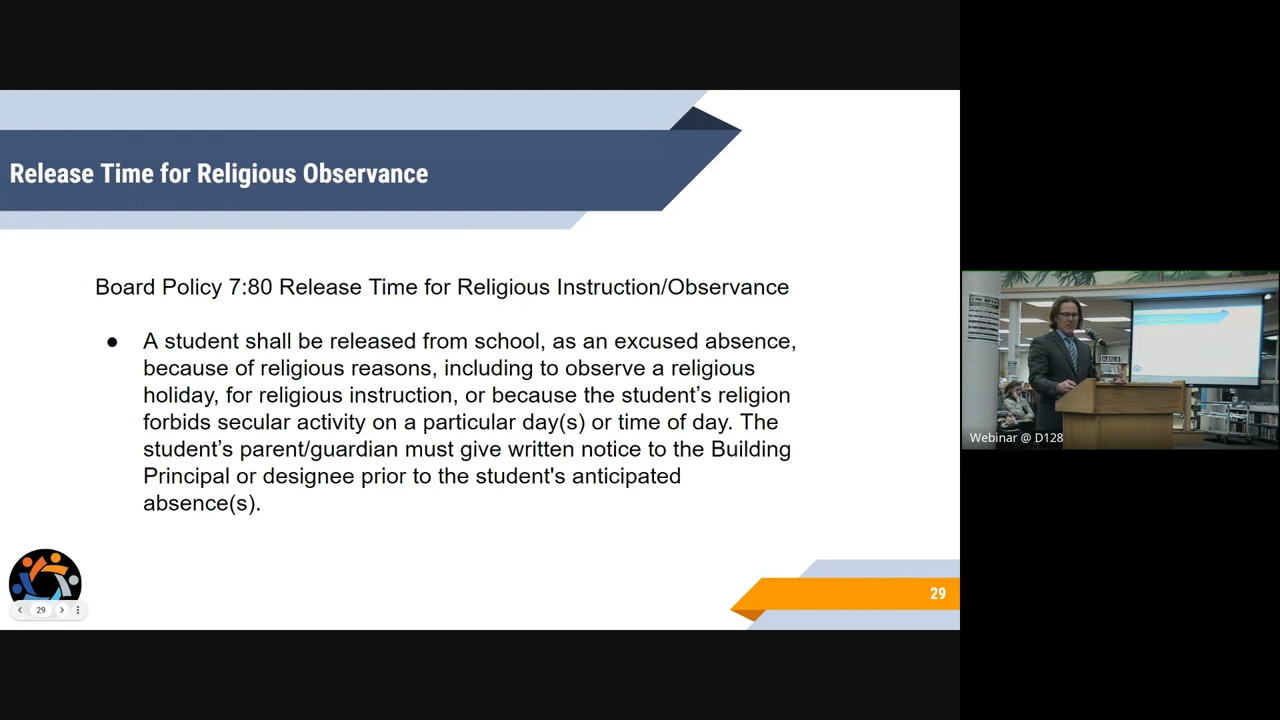 Release Time for Religious Observance
Board Policy 7:80 Release Time for Religious Instruction/Observance
● A student shall be released from school, as an excused absence,
because of religious reasons, including to observe a religious
holiday, for religious instruction, or because the student’s religion
forbids secular activity on a particular day(s) or time of day. The
student’s parent/guardian must give written notice to the Building
Principal or designee prior to the student's anticipated
absence(s).
29
29
Webinar @ D128